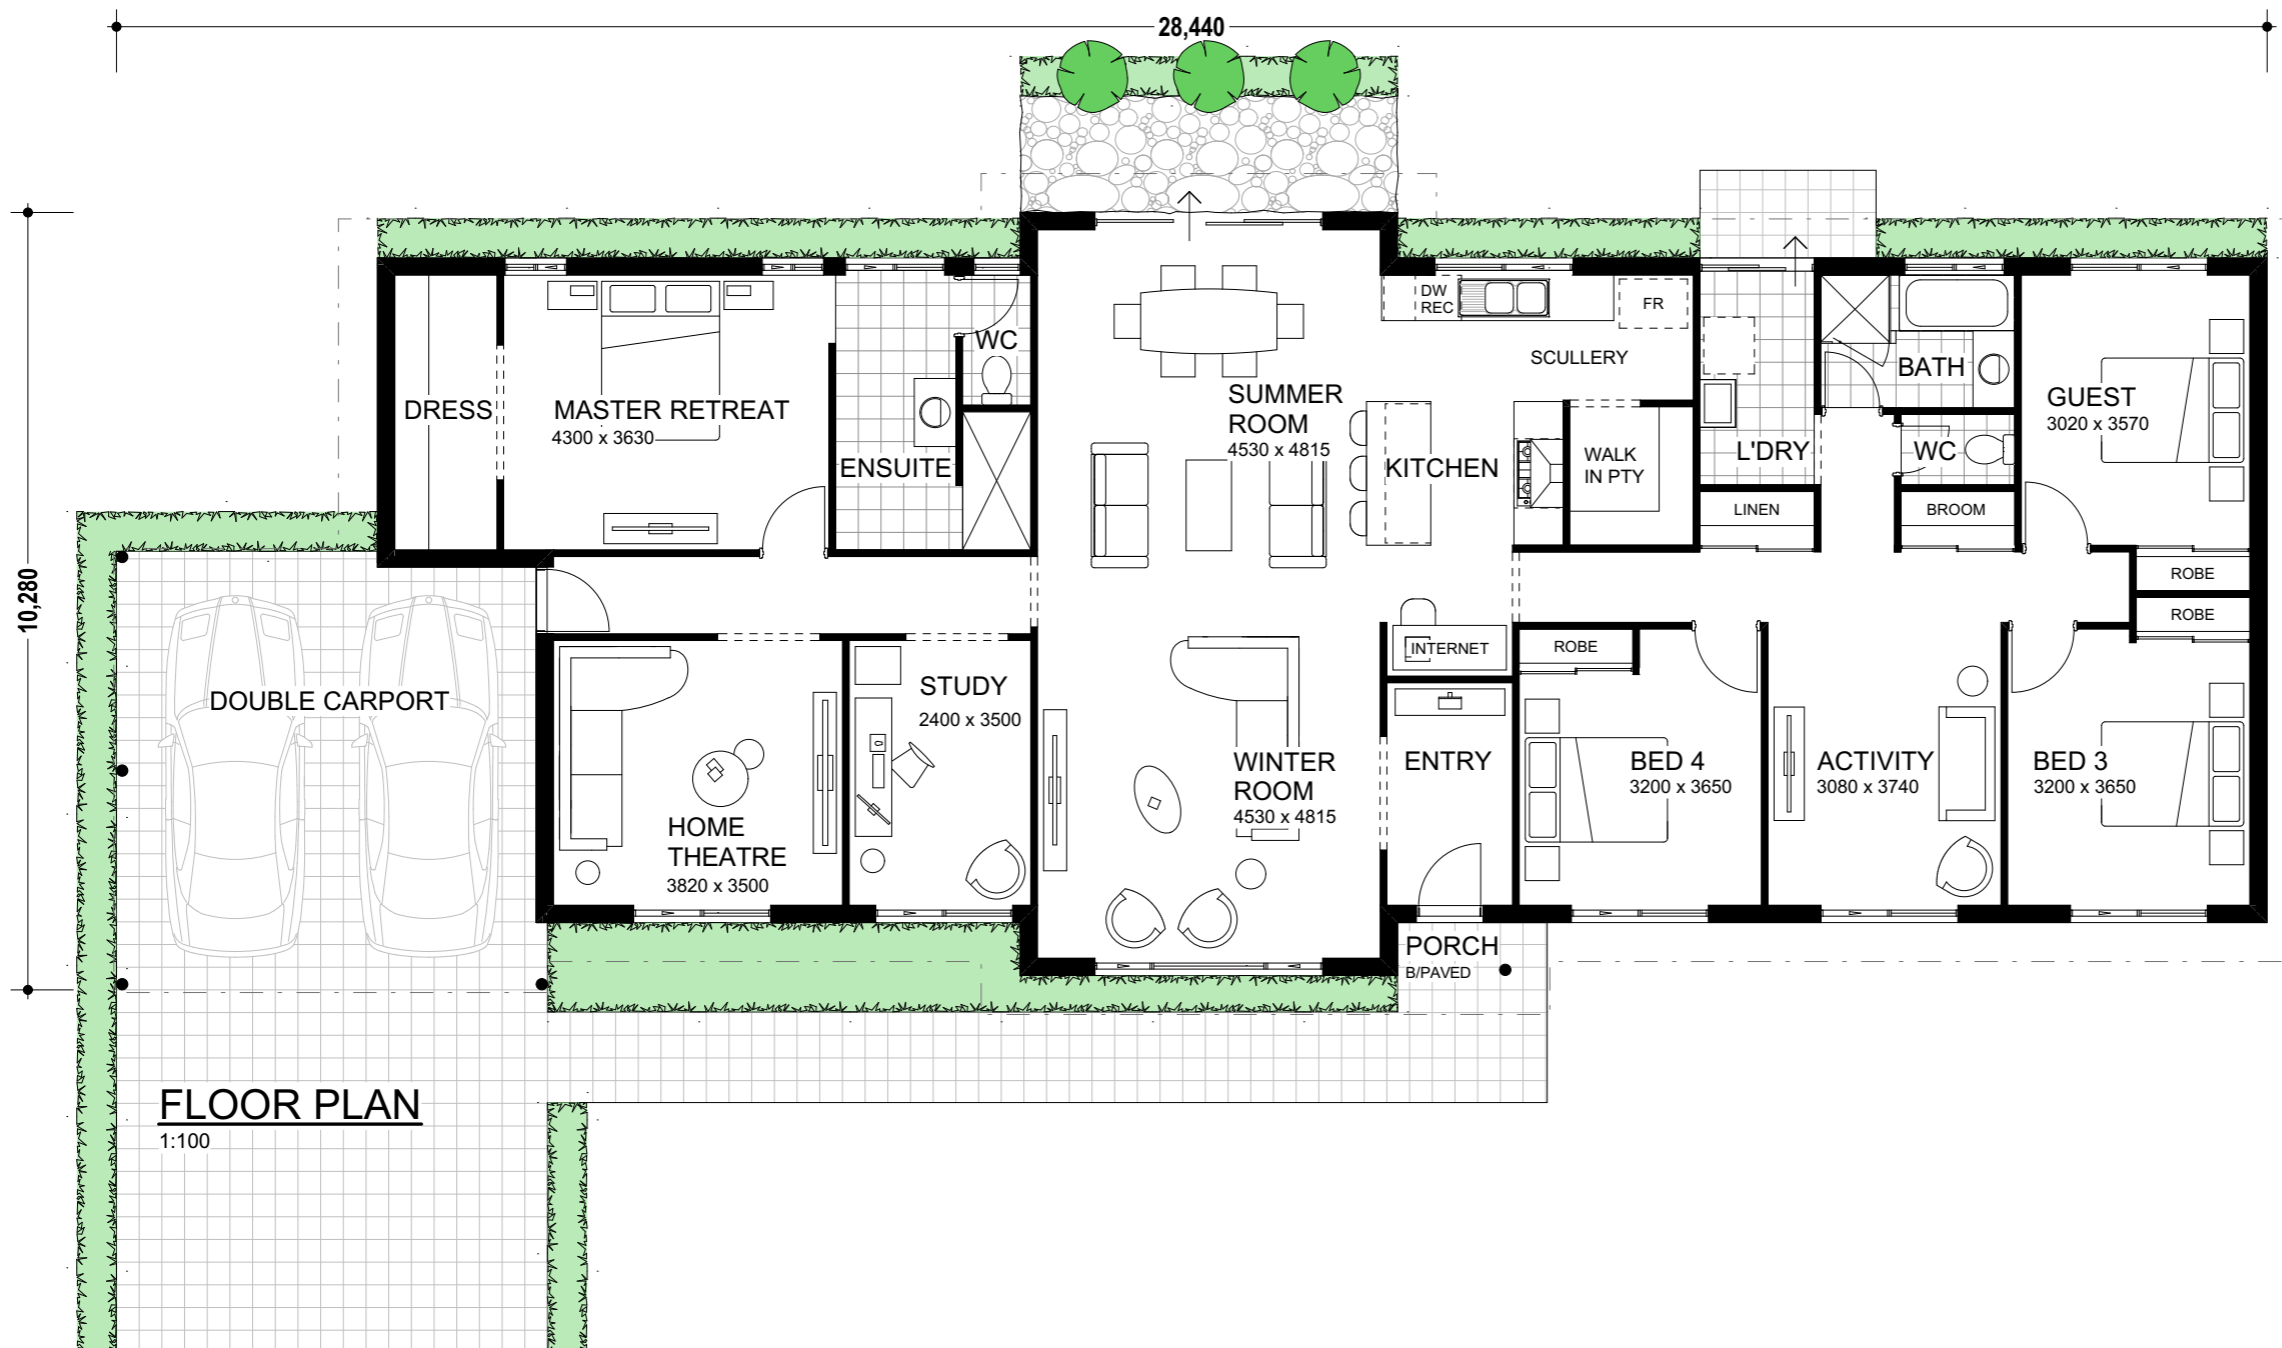 28,440
10,280
DW
REC
FR
SCULLERY
WC
BATH
DRESS
MASTER RETREAT
4300 x 3630
SUMMER
ROOM
4530 x 4815
GUEST
3020 x 3570
ENSUITE
KITCHEN
WALK
IN PTY
L'DRY
WC
LINEN
BROOM
ROBE
ROBE
ROBE
INTERNET
DOUBLE CARPORT
STUDY
2400 x 3500
WINTER
ROOM
4530 x 4815
ENTRY
BED 4
3200 x 3650
ACTIVITY
3080 x 3740
BED 3
3200 x 3650
HOME
THEATRE
3820 x 3500
PORCH
B/PAVED
FLOOR PLAN
1:100